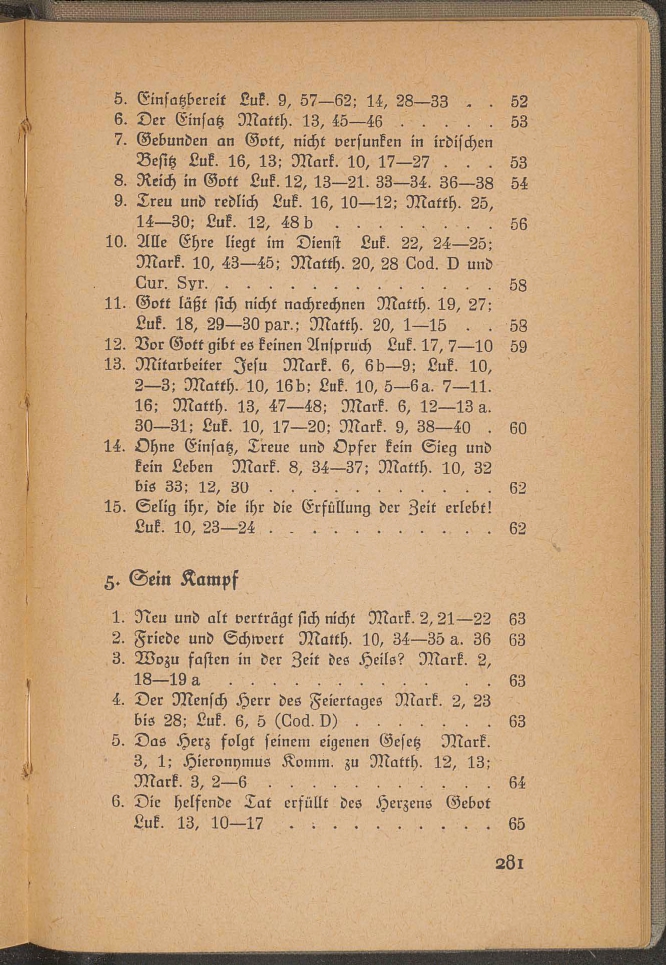 5. Einsatzbereit Luk. 9, 57—62; 14, 28—33 . . 52
6. Der Einsatz Matth. 13, 45—46 . . . . . 53
7. Gebunden an Gott, nicht versunken in irdischen
Besitz Luk. 16, 13; Mark. 10, 17—27 . . . 53
8. Reich in Gott Luk. 12, 13—21. 33—34. 36—38 54
9. Treu und redlich Luk. 16, 10—12; Matth. 25,
14—30; Luk. 12, 48 b . . . . . . . . 56
10. Alle Ehre liegt im Dienst Luk. 22, 24—25;
Mark. 10, 43—45; Matth. 20, 28 Cod. D und
Cur. Syr. . . . . . . . . . . . . 58
11. Gott läßt sich nicht nachrechnen Matth. 19, 27;
Luk. 18, 29—30 par.; Matth. 20, 1—15 . . 58
12. Vor Gott gibt es keinen Anspruch Luk. 17, 7—10 59
13. Mitarbeiter Jesu Mark. 6, 6b—9; Luk. 10,
2—3; Matth. 10, 16b; Luk. 10, 5—6a. 7—11.
16; Matth. 13, 47—48; Mark. 6, 12—13 a.
30—31; Luk. 10, 17—20; Mark. 9, 38—40 . 60
14. Ohne Einsatz, Treue und Opfer kein Sieg und
kein Leben Mark. 8, 34—37; Matth. 10, 32
bis 33; 12, 30 . . . . . . . . . . . 62
15. Selig ihr, die ihr die Erfüllung der Zeit erlebt!
Luk. 10, 23—24 . . . . . . . . . . . 62
5. Sein Kampf
1. Neu und alt verträgt sich nicht Mark. 2, 21—22 63
2. Friede und Schwert Matth. 10, 34—35 a. 36 63
3. Wozu fasten in der Zeit des Heils? Mark. 2,
18—19 a . . . . . . . . . . . . 63
4. Der Mensch Herr des Feiertages Mark. 2, 23
bis 28; Luk. 6, 5 (Cod. D) . . . . . . . 63
5. Das Herz folgt seinem eigenen Gesetz Mark.
3, 1; Hieronymus Komm. zu Matth. 12, 13;
Mark. 3, 2—6 . . . . . . . . . . . 64
6. Die helfende Tat erfüllt des Herzens Gebot
Luk. 13, 10—17 . . . . . . . . . . 65
281